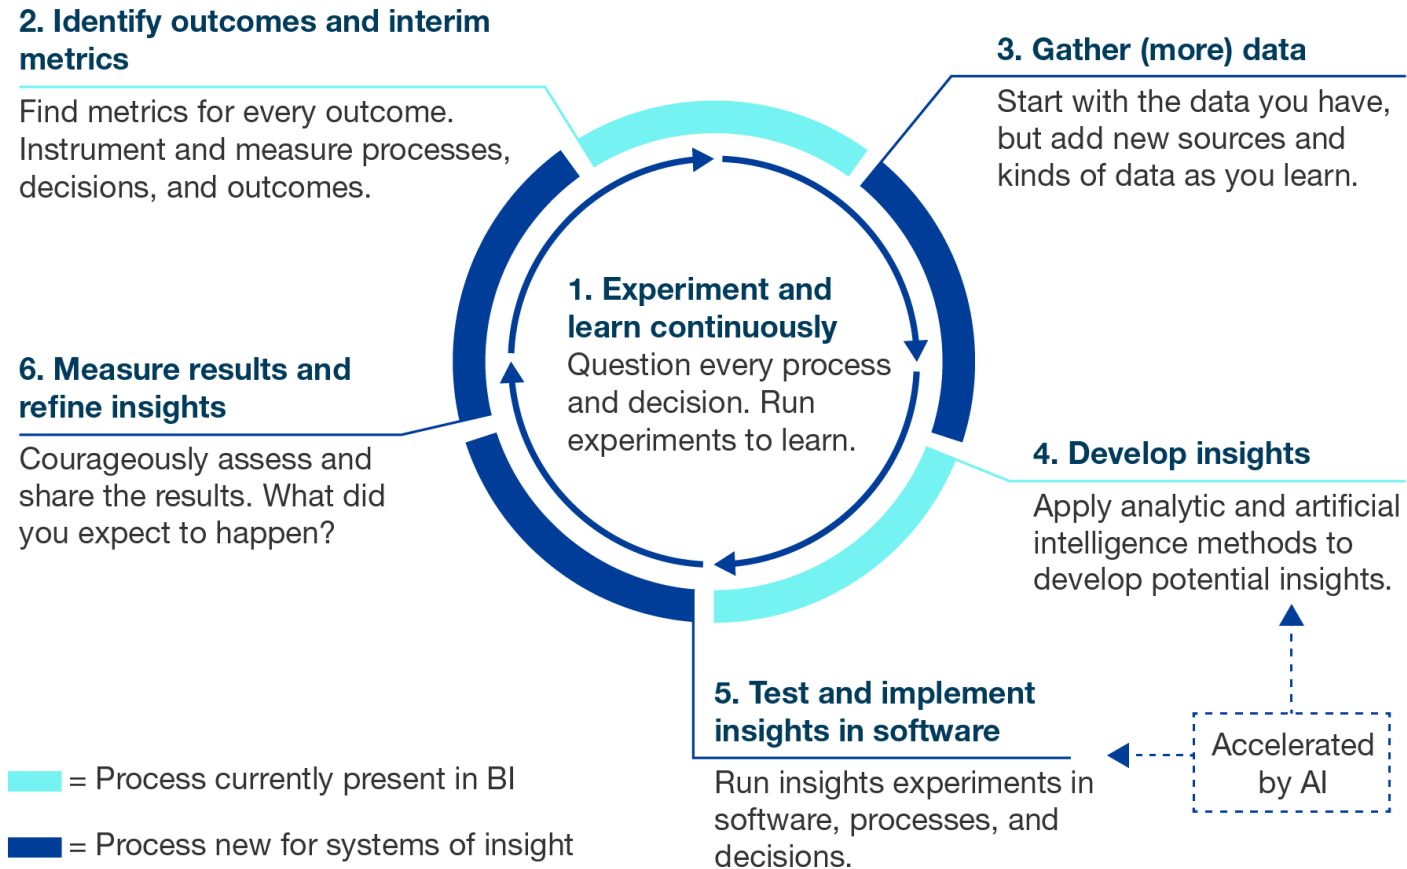 2. Identify outcomes and interim
metrics
Find metrics for every outcome.
Instrument and measure processes,
decisions, and outcomes.
3. Gather (more) data
Start with the data you have,
but add new sources and
kinds of data as you learn.
1. Experiment and
learn continuously
Question every process
and decision. Run
experiments to learn.
6. Measure results and
refine insights
Courageously assess and
share the results. What did
you expect to happen?
4. Develop insights
Apply analytic and artificial
intelligence methods to
develop potential insights.
5. Test and implement
insights in software
Run insights experiments in
software, processes, and
decisions.
Accelerated
by AI
= Process currently present in BI
= Process new for systems of insight